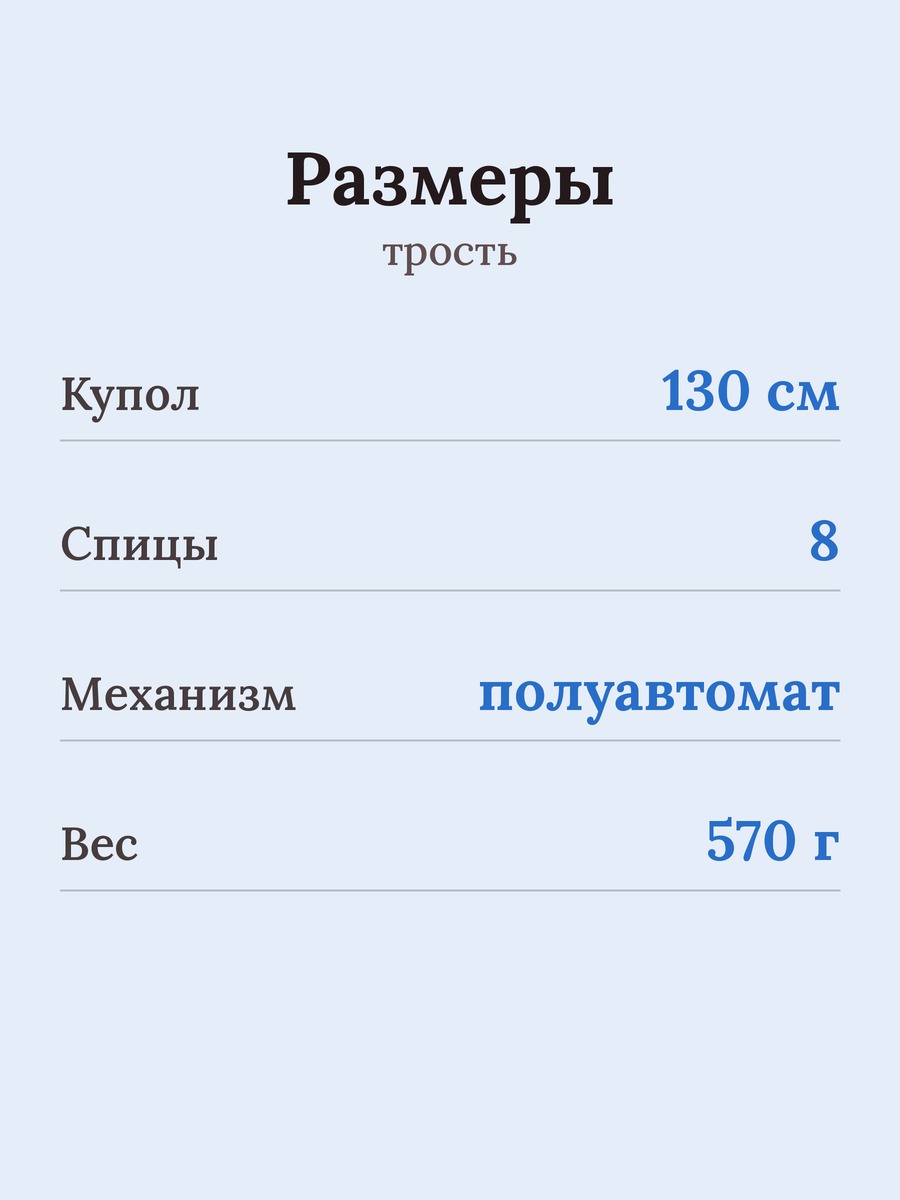 Размеры
трость
Купол 130 см
Спицы 8
Механизм полуавтомат
Вес 570 г